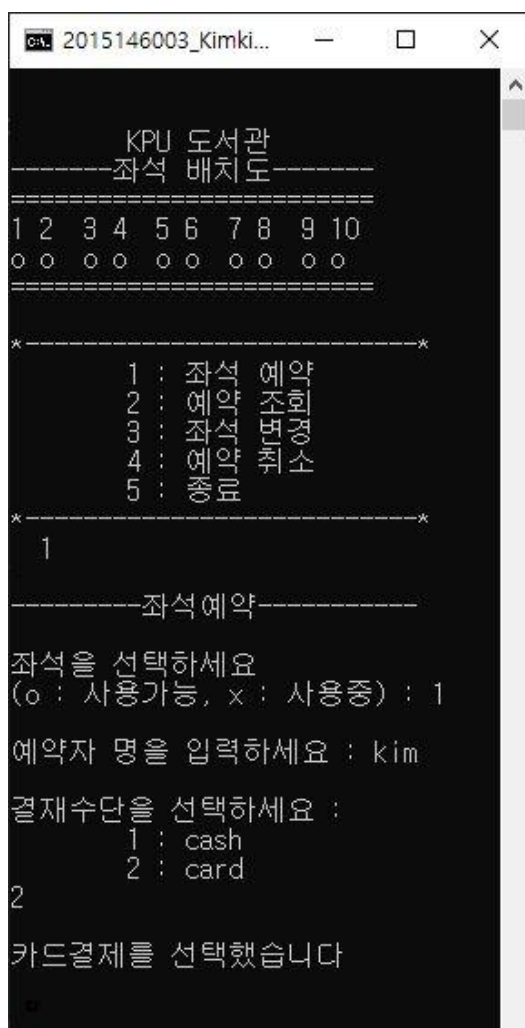 2015146003_Kimki...
KPU 도서관
-------좌석 배치도-------
=========================
1 2 3 4 5 6 7 8 9 10
o o o o o o o o o o
=========================
*---------------------------*
1 : 좌석 예약
2 : 예약 조회
3 : 좌석 변경
4 : 예약 취소
5 : 종료
*---------------------------*
1
---------좌석예약-----------
좌석을 선택하세요
(o : 사용가능, x : 사용중) : 1
예약자 명을 입력하세요 : kim
결재수단을 선택하세요 :
1 : cash
2 : card
2
카드결제를 선택했습니다